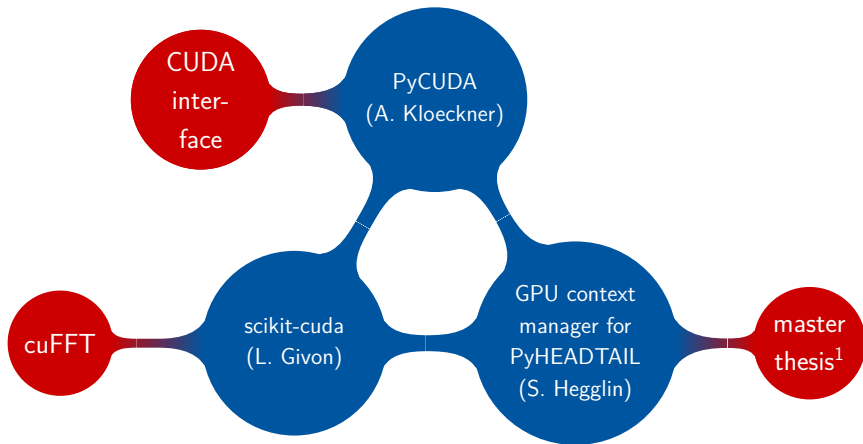 CUDA
inter-
face
PyCUDA
(A. Kloeckner)
cuFFT
scikit-cuda
(L. Givon)
GPU context
manager for
PyHEADTAIL
(S. Hegglin)
master
thesis¹